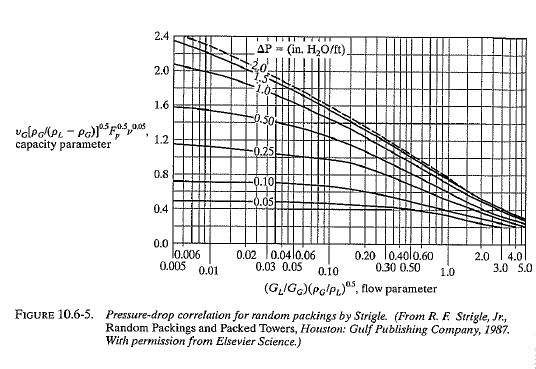 2.4
2.0
1.6
1.2
0.8
0.4
0.0
υG[ρG/(ρL − ρG)]^0.5 Fp^0.5 ν^0.05,
capacity parameter
ΔP = (in. H2O/ft)
2.0
1.5
1.0
0.50
0.25
0.10
0.05
0.006 0.02 0.04 0.06 0.20 0.40 0.60 2.0 4.0
0.005 0.01 0.03 0.05 0.10 0.30 0.50 1.0 3.0 5.0
(GL/GG)(ρG/ρL)^0.5, flow parameter
FIGURE 10.6-5. Pressure-drop correlation for random packings by Strigle. (From R. F. Strigle, Jr.,
Random Packings and Packed Towers, Houston: Gulf Publishing Company, 1987.
With permission from Elsevier Science.)